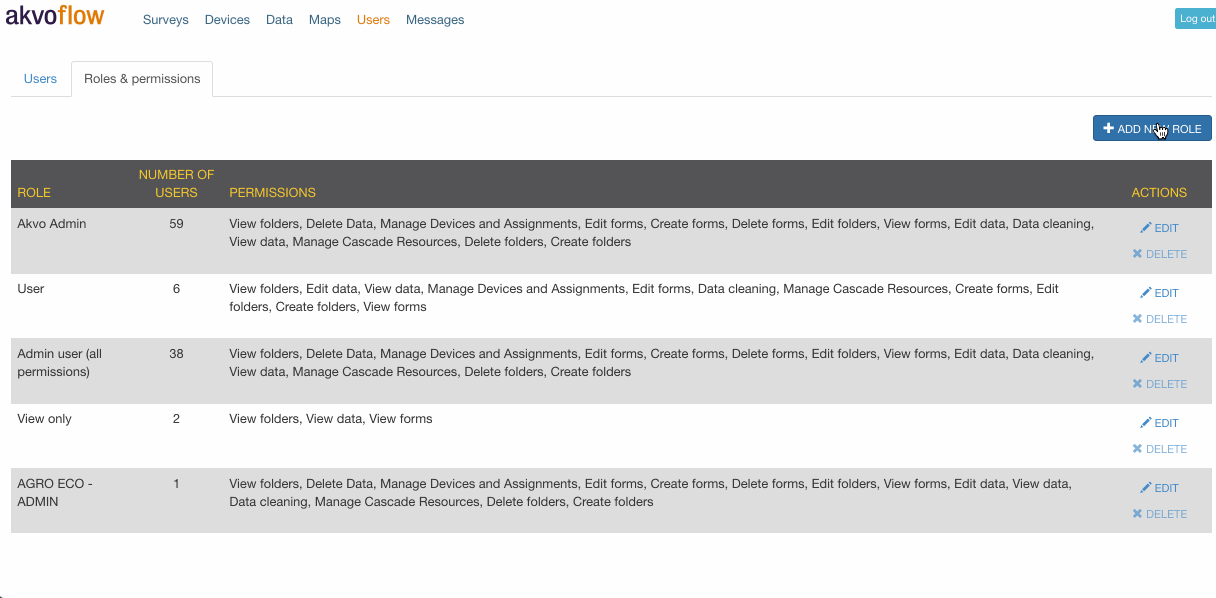 akvoflow
Surveys Devices Data Maps Users Messages
Log out
Users Roles & permissions
ADD NEW ROLE
ROLE NUMBER OF USERS PERMISSIONS ACTIONS
Akvo Admin 59 View folders, Delete Data, Manage Devices and Assignments, Edit forms, Create forms, Delete forms, Edit folders, View forms, Edit data, Data cleaning,
View data, Manage Cascade Resources, Delete folders, Create folders
EDIT
DELETE
User 6 View folders, Edit data, View data, Manage Devices and Assignments, Edit forms, Data cleaning, Manage Cascade Resources, Create forms, Edit
folders, Create folders, View forms
EDIT
DELETE
Admin user (all permissions) 38 View folders, Delete Data, Manage Devices and Assignments, Edit forms, Create forms, Delete forms, Edit folders, View forms, Edit data, Data cleaning,
View data, Manage Cascade Resources, Delete folders, Create folders
EDIT
DELETE
View only 2 View folders, View data, View forms
EDIT
DELETE
AGRO ECO - ADMIN 1 View folders, Delete Data, Manage Devices and Assignments, Edit forms, Create forms, Delete forms, Edit folders, View forms, Edit data, View data,
Data cleaning, Manage Cascade Resources, Delete folders, Create folders
EDIT
DELETE